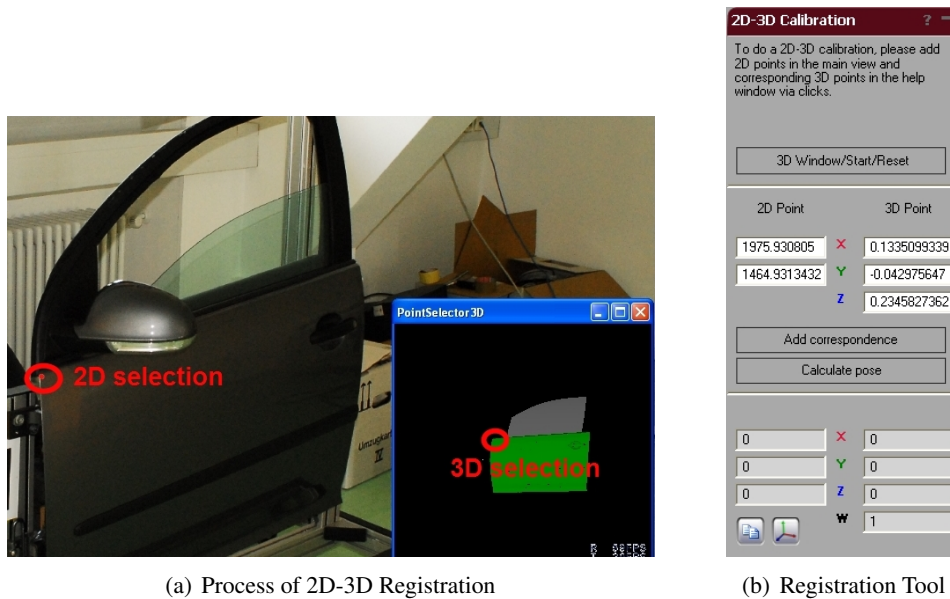 2D-3D Calibration ? –
To do a 2D-3D calibration, please add
2D points in the main view and
corresponding 3D points in the help
window via clicks.
3D Window/Start/Reset
2D Point 3D Point
1975.930805 X 0.1335099339
1464.9313432 Y -0.042975647
Z 0.2345827362
Add correspondence
Calculate pose
0 X 0
0 Y 0
0 Z 0
W 1
PointSelector3D
2D selection
3D selection
Umzugkart
IV
(a) Process of 2D-3D Registration
(b) Registration Tool